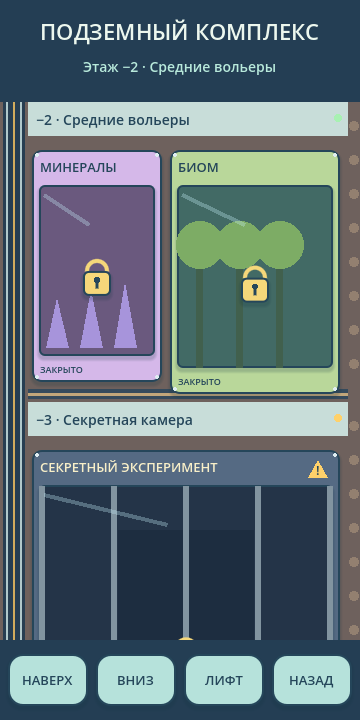 ПОДЗЕМНЫЙ КОМПЛЕКС
Этаж −2 · Средние вольеры
−2 · Средние вольеры
МИНЕРАЛЫ
БИОМ
ЗАКРЫТО
ЗАКРЫТО
−3 · Секретная камера
СЕКРЕТНЫЙ ЭКСПЕРИМЕНТ
!
НАВЕРХ
ВНИЗ
ЛИФТ
НАЗАД